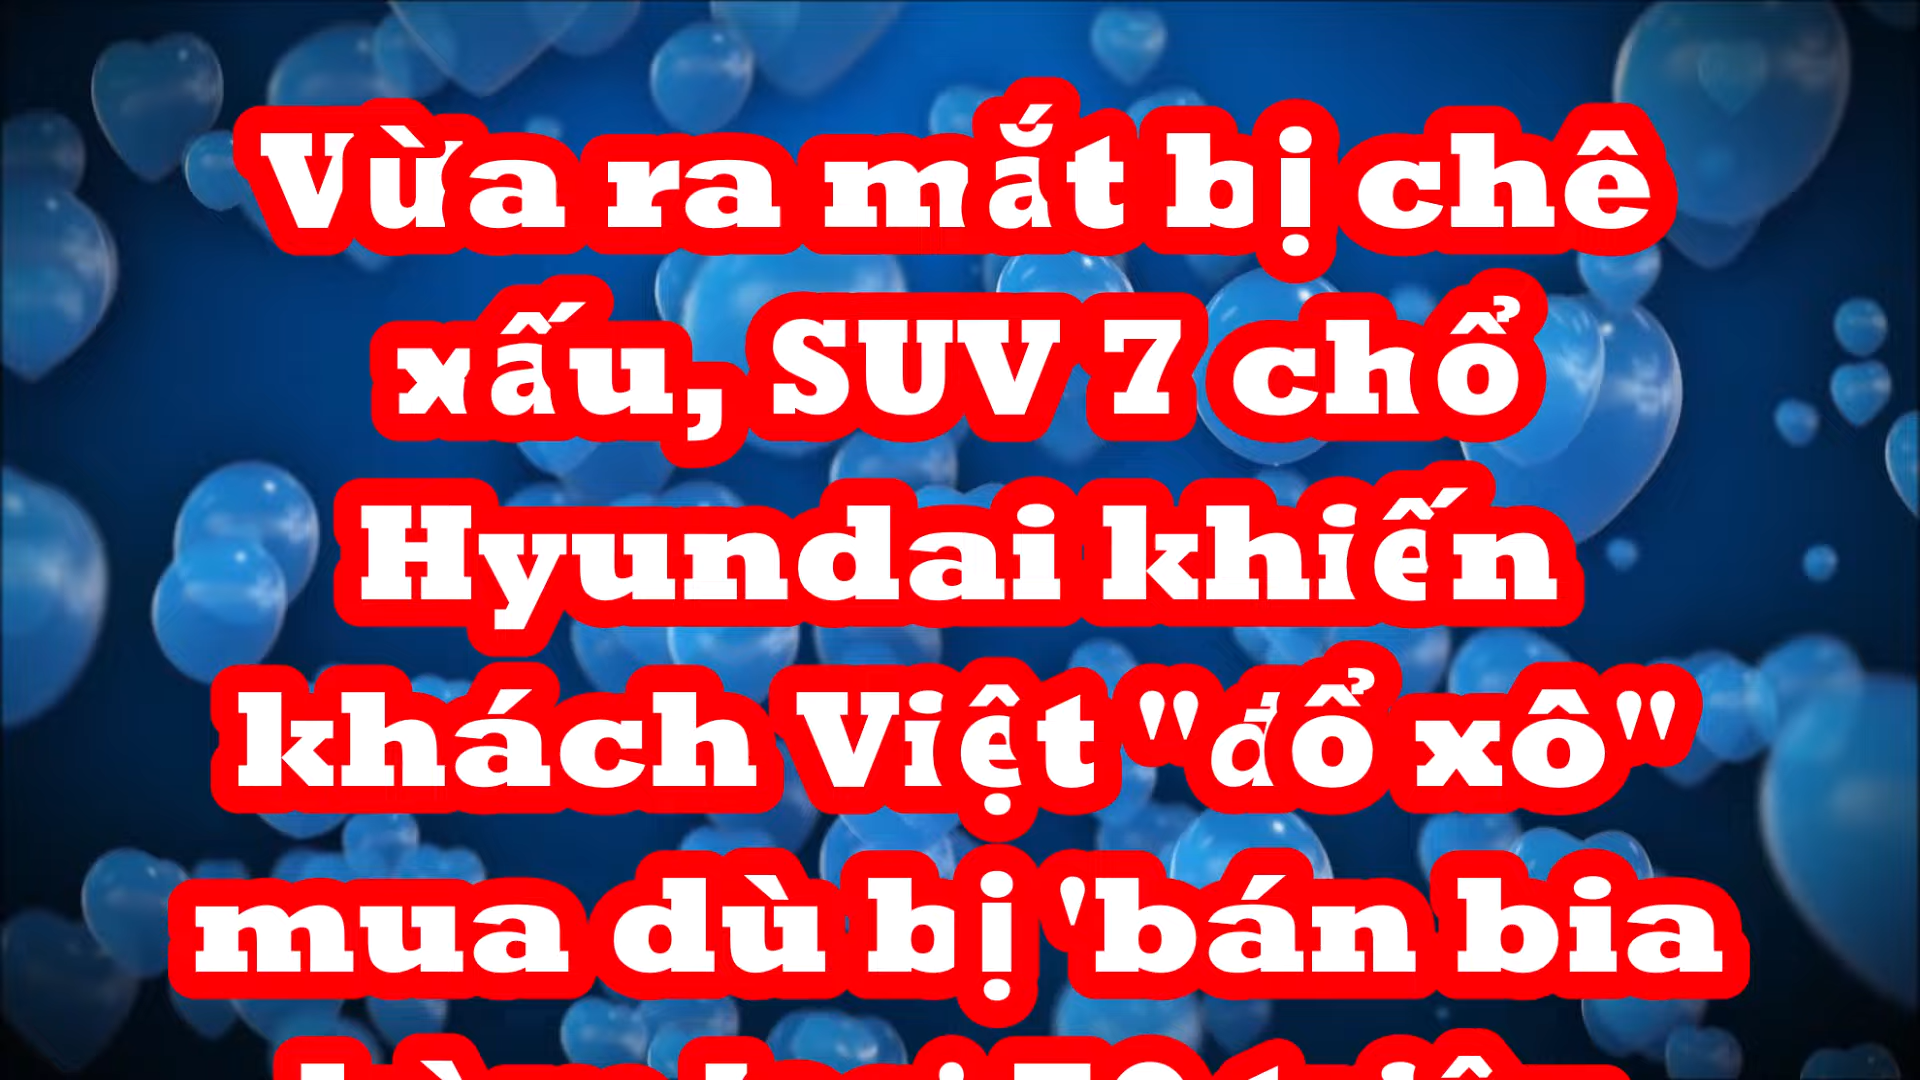 Vừa ra mắt bị chê
xấu, SUV 7 chổ
Hyundai khiến
khách Việt "đổ xô"
mua dù bị 'bán bia